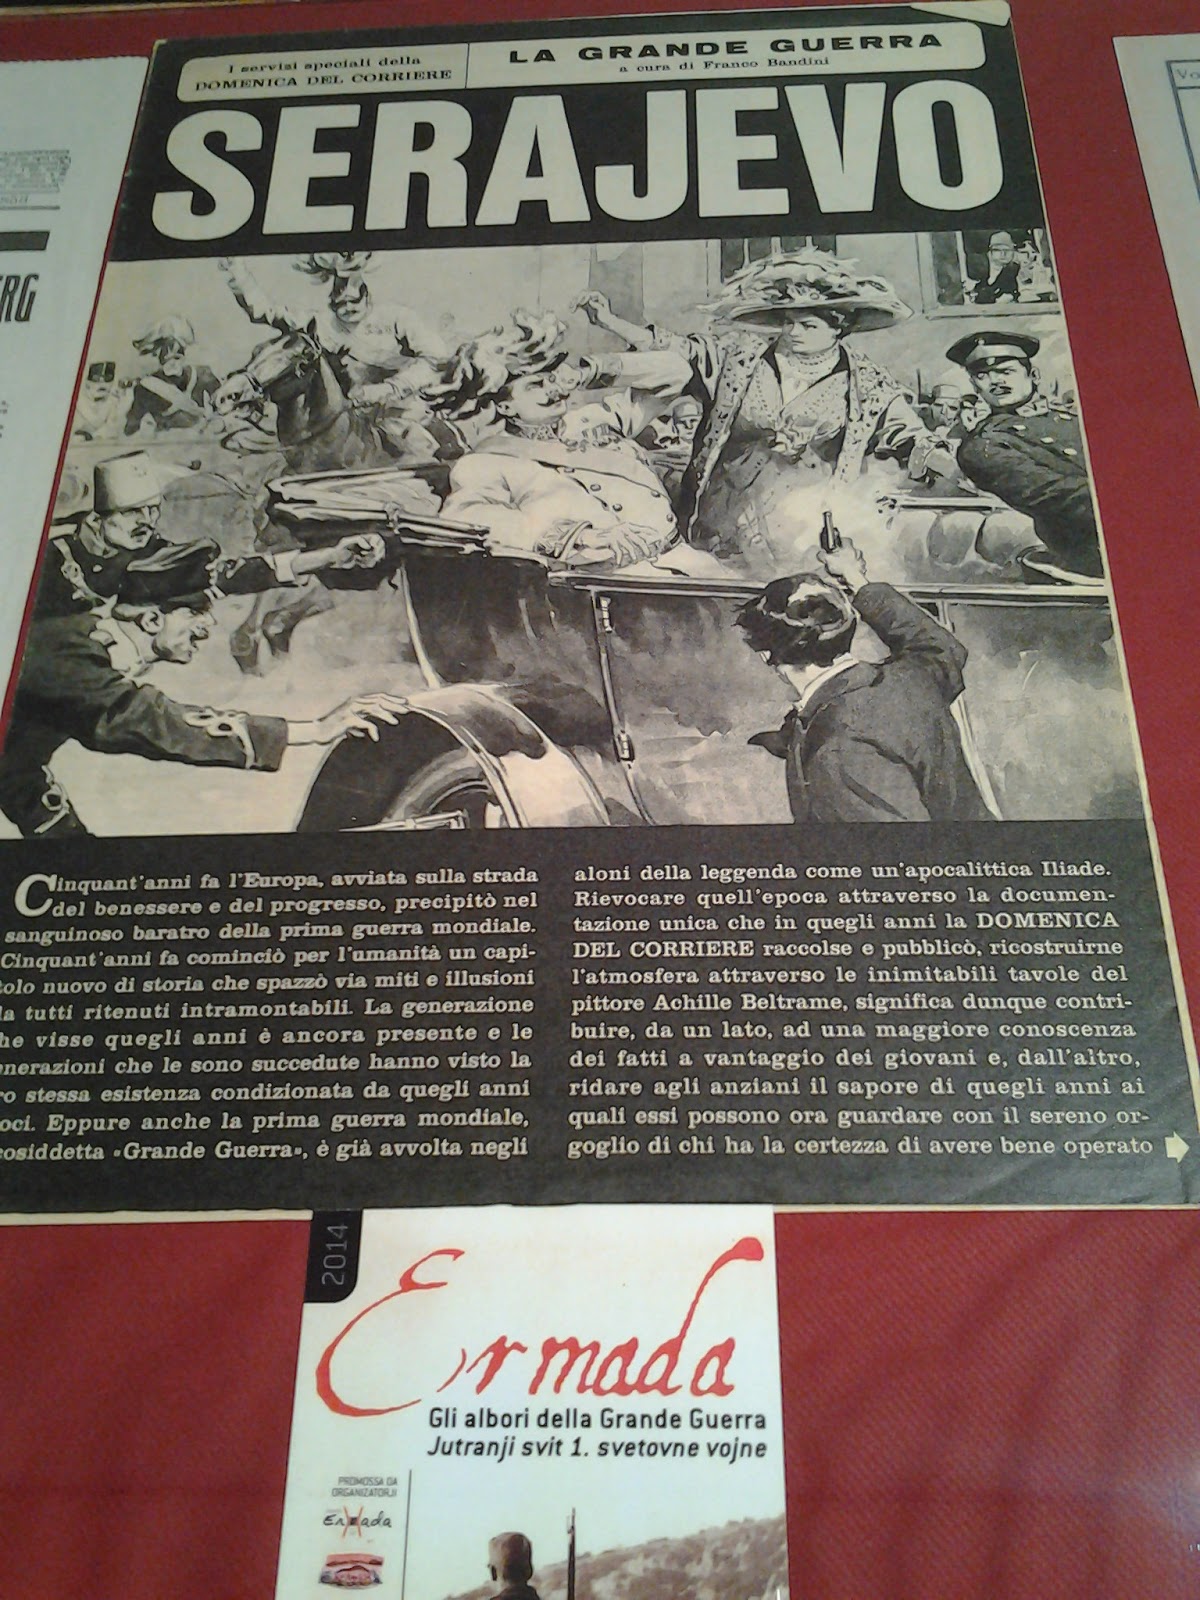 I servizi speciali della
DOMENICA DEL CORRIERE
LA GRANDE GUERRA
a cura di Franco Bandini
SERAJEVO
RG
Cinquant'anni fa l'Europa, avviata sulla strada
del benessere e del progresso, precipitò nel
sanguinoso baratro della prima guerra mondiale.
Cinquant'anni fa cominciò per l'umanità un capi-
tolo nuovo di storia che spazzò via miti e illusioni
da tutti ritenuti intramontabili. La generazione
he visse quegli anni è ancora presente e le
nerazioni che le sono succedute hanno visto la
ro stessa esistenza condizionata da quegli anni
oci. Eppure anche la prima guerra mondiale,
cosiddetta «Grande Guerra», è già avvolta negli
aloni della leggenda come un'apocalittica Iliade.
Rievocare quell'epoca attraverso la documen-
tazione unica che in quegli anni la DOMENICA
DEL CORRIERE raccolse e pubblicò, ricostruirne
l'atmosfera attraverso le inimitabili tavole del
pittore Achille Beltrame, significa dunque contri-
buire, da un lato, ad una maggiore conoscenza
dei fatti a vantaggio dei giovani e, dall'altro,
ridare agli anziani il sapore di quegli anni ai
quali essi possono ora guardare con il sereno or-
goglio di chi ha la certezza di avere bene operato
2014
Ermada
Gli albori della Grande Guerra
Jutranji svit 1. svetovne vojne
PROMOSSA DA
ORGANIZATORJI
Ermada
Vo